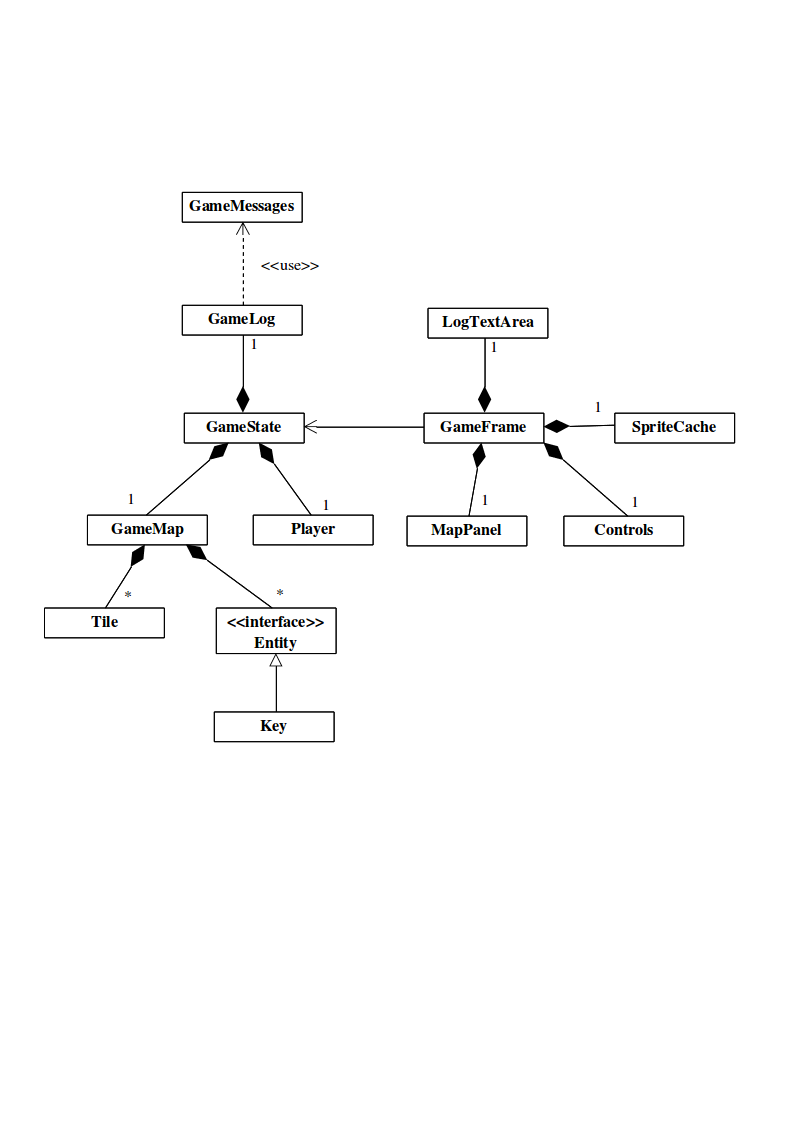 GameMessages
<<use>>
GameLog
1
LogTextArea
1
GameState
GameFrame
1
SpriteCache
1
1
1
1
GameMap
Player
MapPanel
Controls
*
*
Tile
<<interface>>
Entity
Key